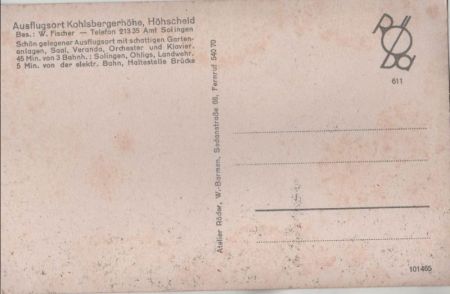 Ausflugsort Kohlsbergerhöhe, Höhscheid
Bes.: W. Fischer — Telefon 21335 Amt Solingen
Schön gelegener Ausflugsort mit schattigen Garten-
anlagen, Saal, Veranda, Orchester und Klavier.
45 Min. von 3 Bahnh.: Solingen, Ohligs, Landwehr.
5 Min. von der elektr. Bahn, Haltestelle Brücke
Atelier Röder, W.-Barmen, Sedanstraße 68, Fernruf 540 70
611
101465